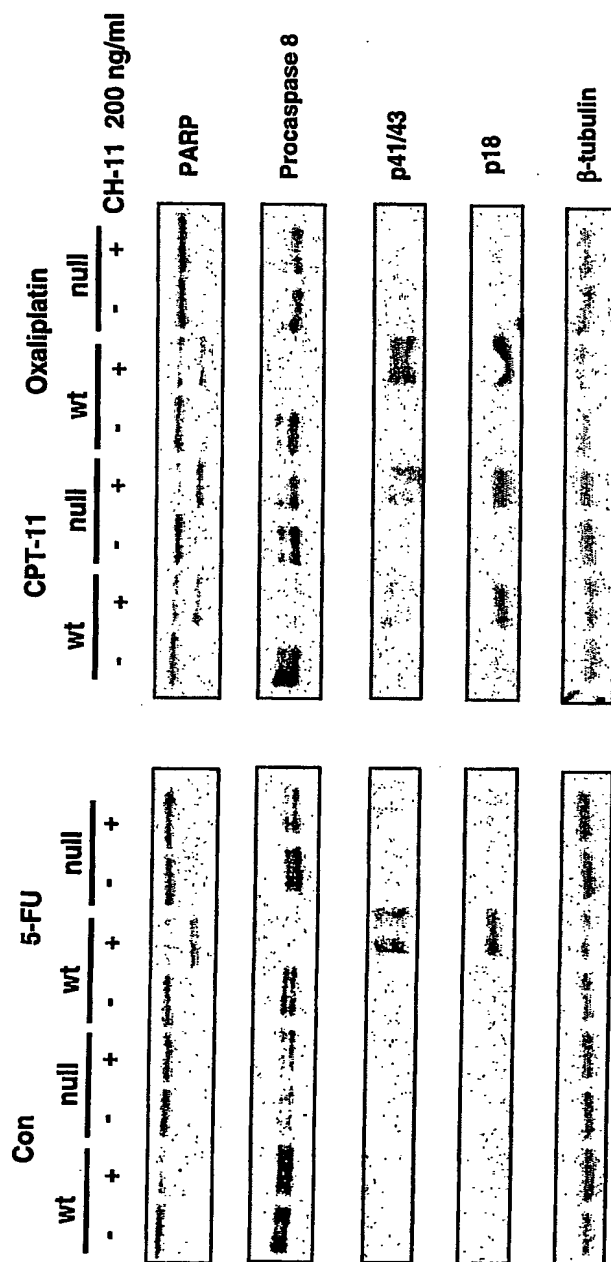 Con 5-FU CPT-11 Oxaliplatin
wt null wt null wt null wt null
- + - + - + - + - + - + - + - + CH-11 200 ng/ml
PARP
Procaspase 8
p41/43
p18
β-tubulin